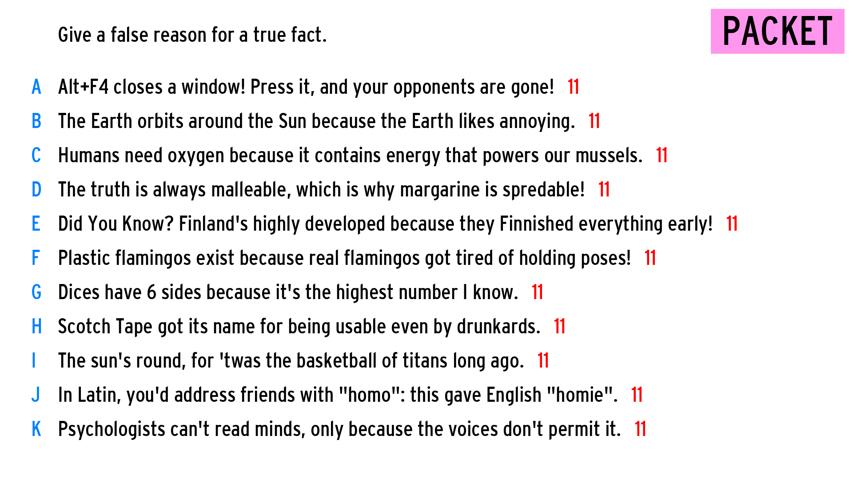 Give a false reason for a true fact.
PACKET
A Alt+F4 closes a window! Press it, and your opponents are gone! 11
B The Earth orbits around the Sun because the Earth likes annoying. 11
C Humans need oxygen because it contains energy that powers our mussels. 11
D The truth is always malleable, which is why margarine is spredable! 11
E Did You Know? Finland's highly developed because they Finnished everything early! 11
F Plastic flamingos exist because real flamingos got tired of holding poses! 11
G Dices have 6 sides because it's the highest number I know. 11
H Scotch Tape got its name for being usable even by drunkards. 11
I The sun's round, for 'twas the basketball of titans long ago. 11
J In Latin, you'd address friends with "homo": this gave English "homie". 11
K Psychologists can't read minds, only because the voices don't permit it. 11